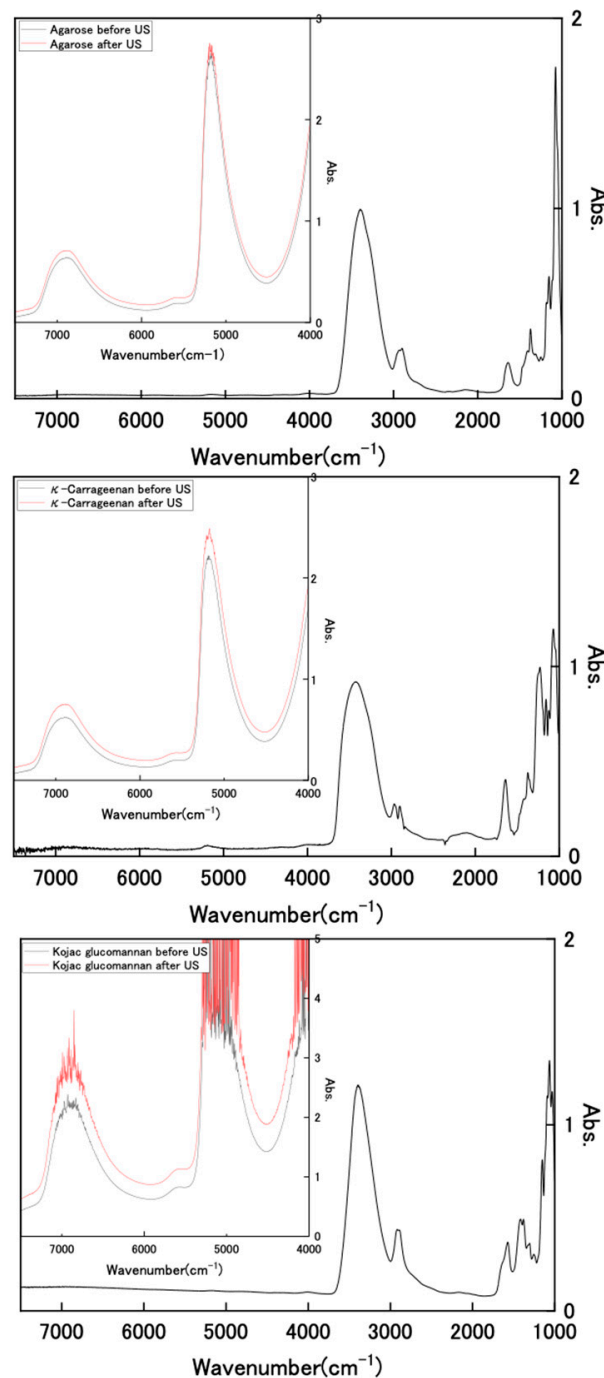 Agarose before US
Agarose after US
3
2
1
0
Abs.
7000 6000 5000 4000
Wavenumber(cm-1)
2
1
0
Abs.
7000 6000 5000 4000 3000 2000 1000
Wavenumber(cm⁻¹)
κ-Carrageenan before US
κ-Carrageenan after US
3
2
1
0
Abs.
7000 6000 5000 4000
Wavenumber(cm⁻¹)
2
1
0
Abs.
7000 6000 5000 4000 3000 2000 1000
Wavenumber(cm⁻¹)
Kojac glucomannan before US
Kojac glucomannan after US
5
4
3
2
1
0
Abs.
7000 6000 5000 4000
Wavenumber(cm⁻¹)
2
1
0
Abs.
7000 6000 5000 4000 3000 2000 1000
Wavenumber(cm⁻¹)